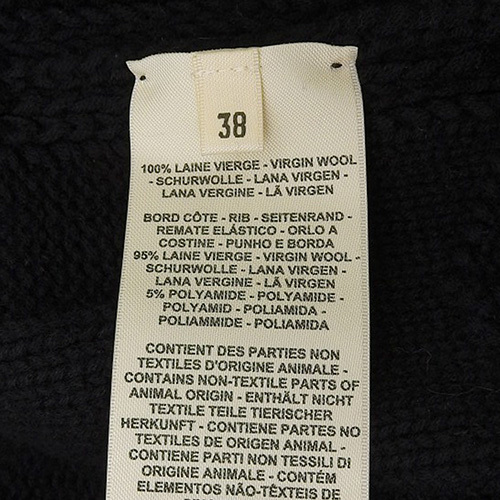 38
100% LAINE VIERGE - VIRGIN WOOL
- SCHURWOLLE - LANA VIRGEN -
LANA VERGINE - LÃ VIRGEN
BORD CÔTE - RIB - SEITENRAND -
REMATE ELÁSTICO - ORLO A
COSTINE - PUNHO E BORDA
95% LAINE VIERGE - VIRGIN WOOL -
SCHURWOLLE - LANA VIRGEN -
LANA VERGINE - LÃ VIRGEN
5% POLYAMIDE - POLYAMIDE -
POLYAMID - POLIAMIDA -
POLIAMMIDE - POLIAMIDA
CONTIENT DES PARTIES NON
TEXTILES D'ORIGINE ANIMALE -
CONTAINS NON-TEXTILE PARTS OF
ANIMAL ORIGIN - ENTHÄLT NICHT
TEXTILE TEILE TIERISCHER
HERKUNFT - CONTIENE PARTES NO
TEXTILES DE ORIGEN ANIMAL -
CONTIENE PARTI NON TESSILI DI
ORIGINE ANIMALE - CONTÉM
ELEMENTOS NÃO-TÊXTEIS DE